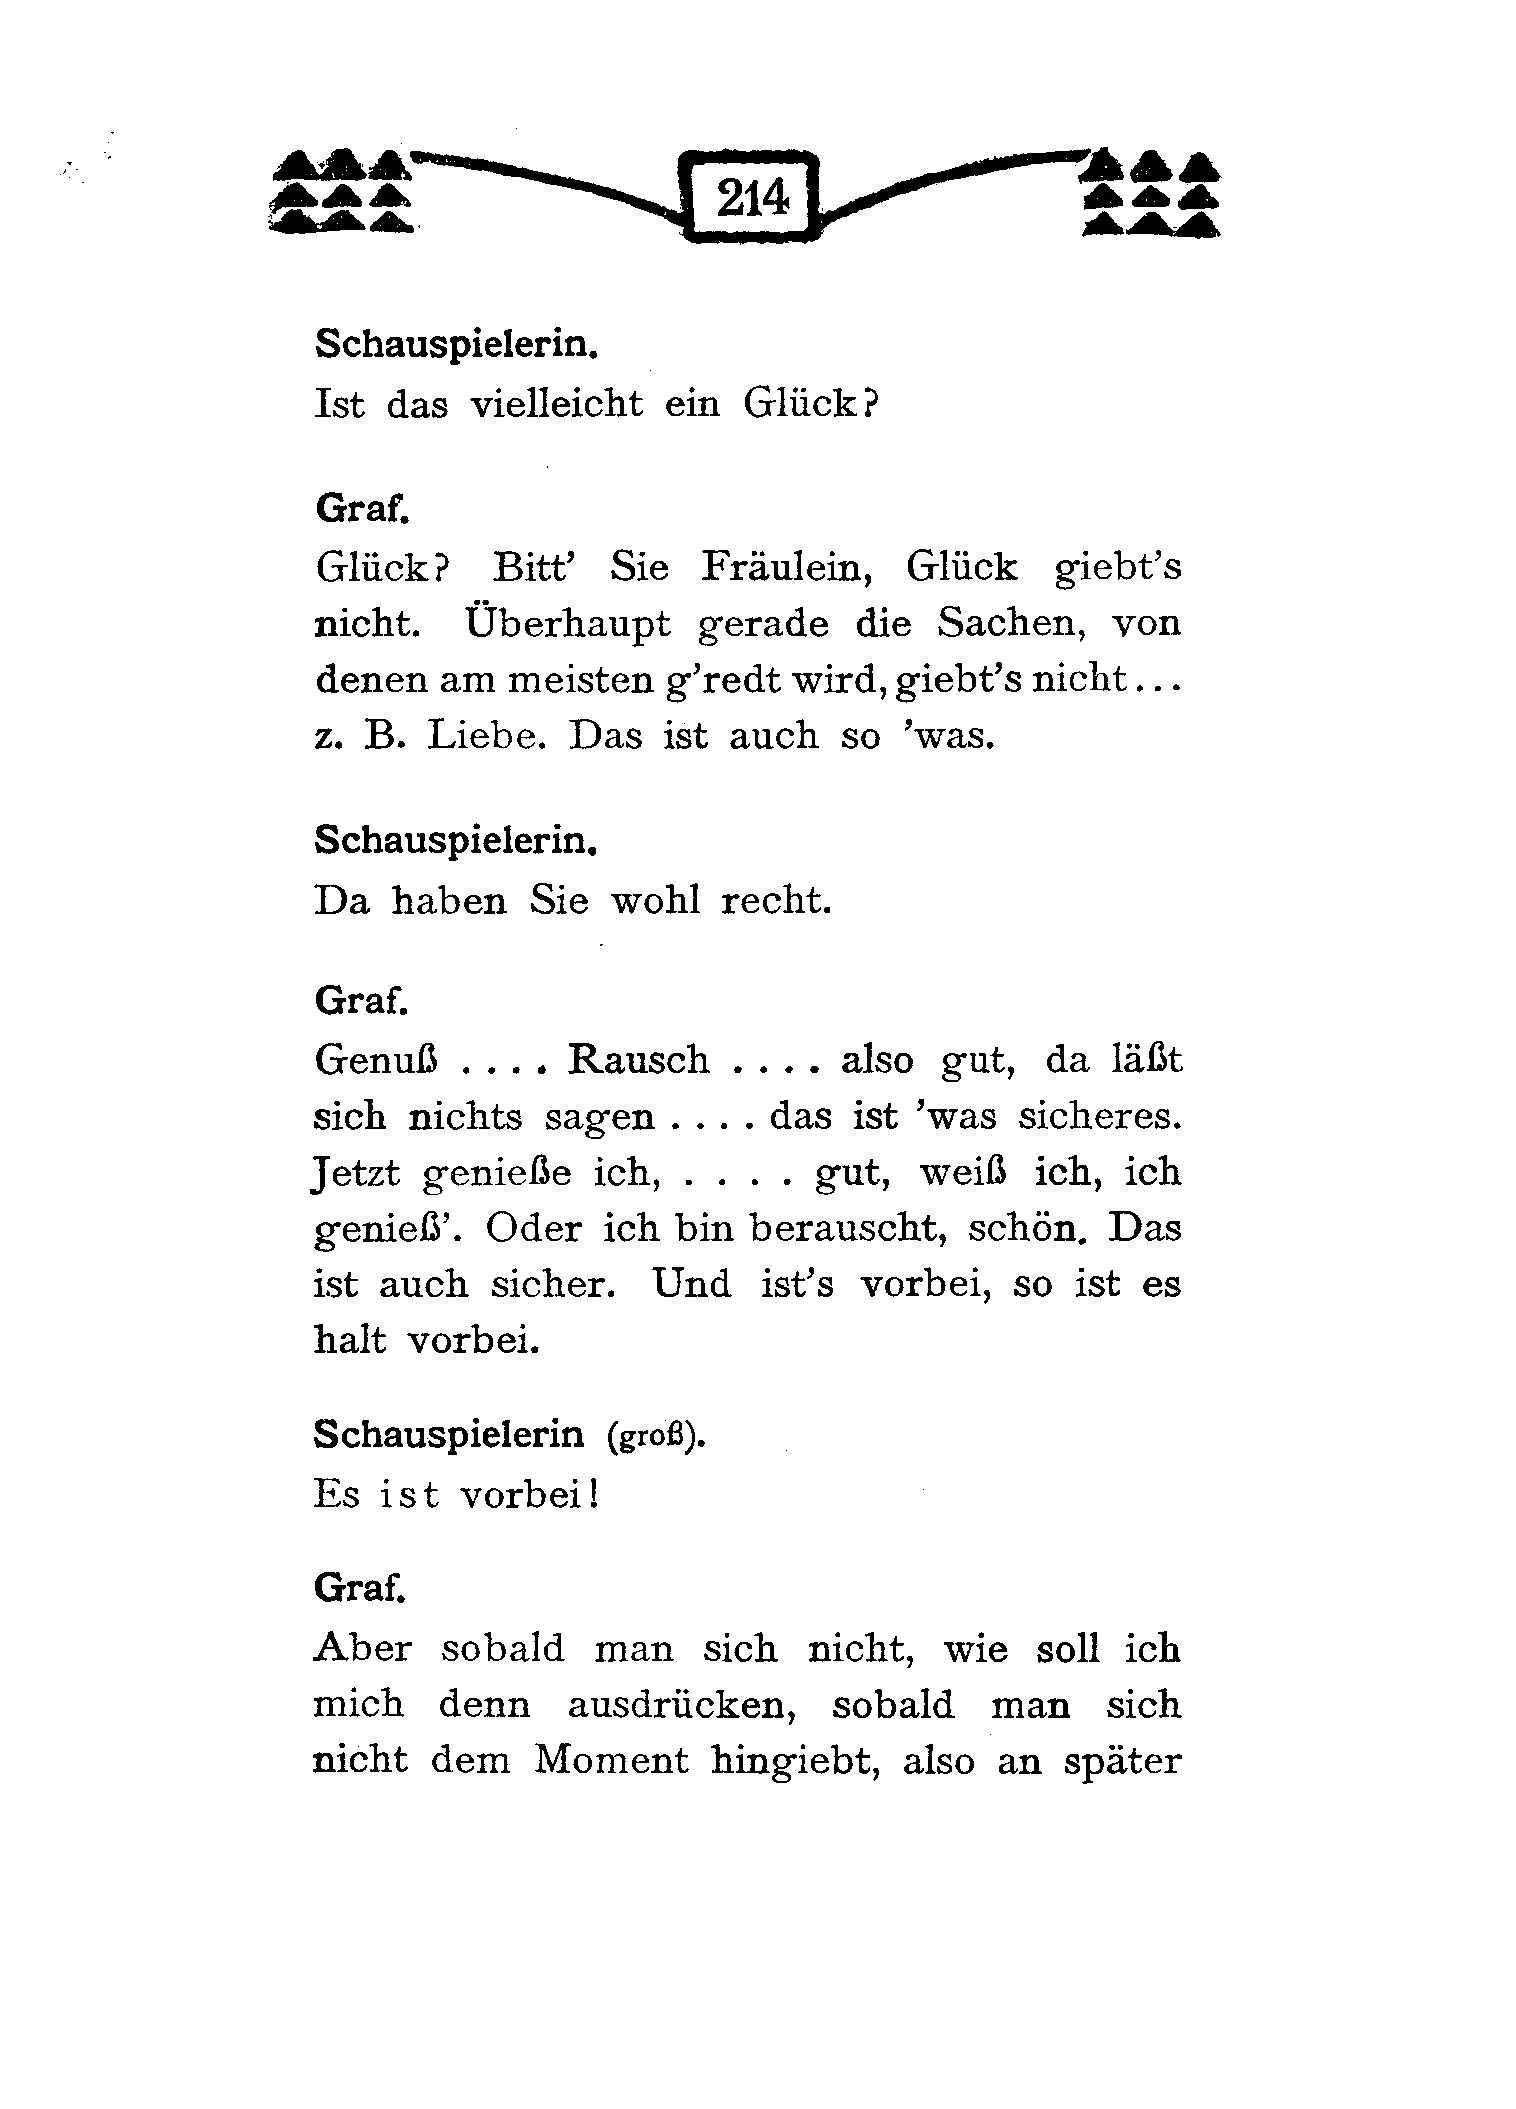 214
Schauspielerin.
Ist das vielleicht ein Glück?
Graf.
Glück? Bitt’ Sie Fräulein, Glück giebt’s
nicht. Überhaupt gerade die Sachen, von
denen am meisten g’redt wird, giebt’s nicht...
z. B. Liebe. Das ist auch so ’was.
Schauspielerin.
Da haben Sie wohl recht.
Graf.
Genuß .... Rausch .... also gut, da läßt
sich nichts sagen .... das ist ’was sicheres.
Jetzt genieße ich, .... gut, weiß ich, ich
genieß’. Oder ich bin berauscht, schön. Das
ist auch sicher. Und ist’s vorbei, so ist es
halt vorbei.
Schauspielerin (groß).
Es ist vorbei!
Graf.
Aber sobald man sich nicht, wie soll ich
mich denn ausdrücken, sobald man sich
nicht dem Moment hingiebt, also an später